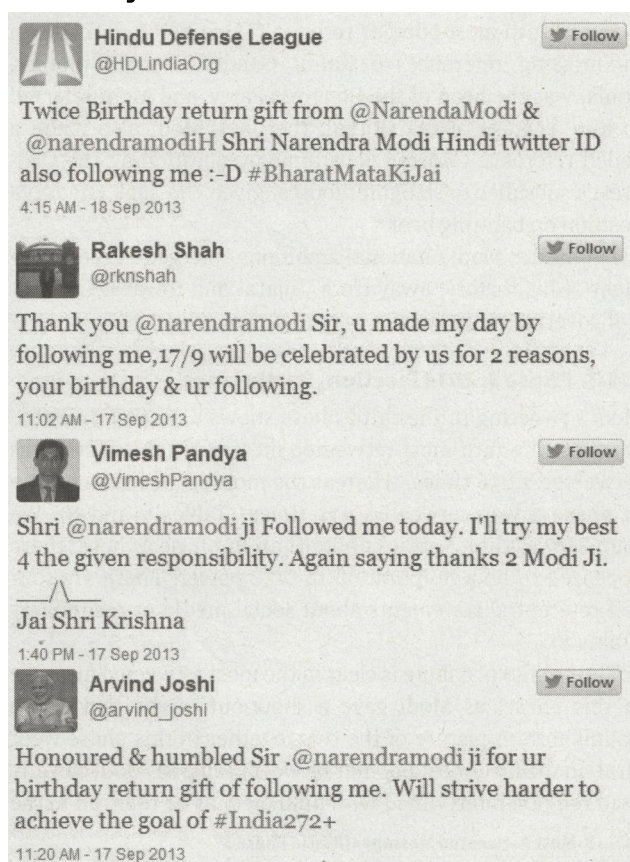 Hindu Defense League
Follow
@HDLindiaOrg
Twice Birthday return gift from @NarendaModi &
@narendramodiH Shri Narendra Modi Hindi twitter ID
also following me :-D #BharatMataKiJai
4:15 AM - 18 Sep 2013
Rakesh Shah
Follow
@rknshah
Thank you @narendramodi Sir, u made my day by
following me,17/9 will be celebrated by us for 2 reasons,
your birthday & ur following.
11:02 AM - 17 Sep 2013
Vimesh Pandya
Follow
@VimeshPandya
Shri @narendramodi ji Followed me today. I'll try my best
4 the given responsibility. Again saying thanks 2 Modi Ji.
Jai Shri Krishna
1:40 PM - 17 Sep 2013
Arvind Joshi
Follow
@arvind_joshi
Honoured & humbled Sir .@narendramodi ji for ur
birthday return gift of following me. Will strive harder to
achieve the goal of #India272+
11:20 AM - 17 Sep 2013